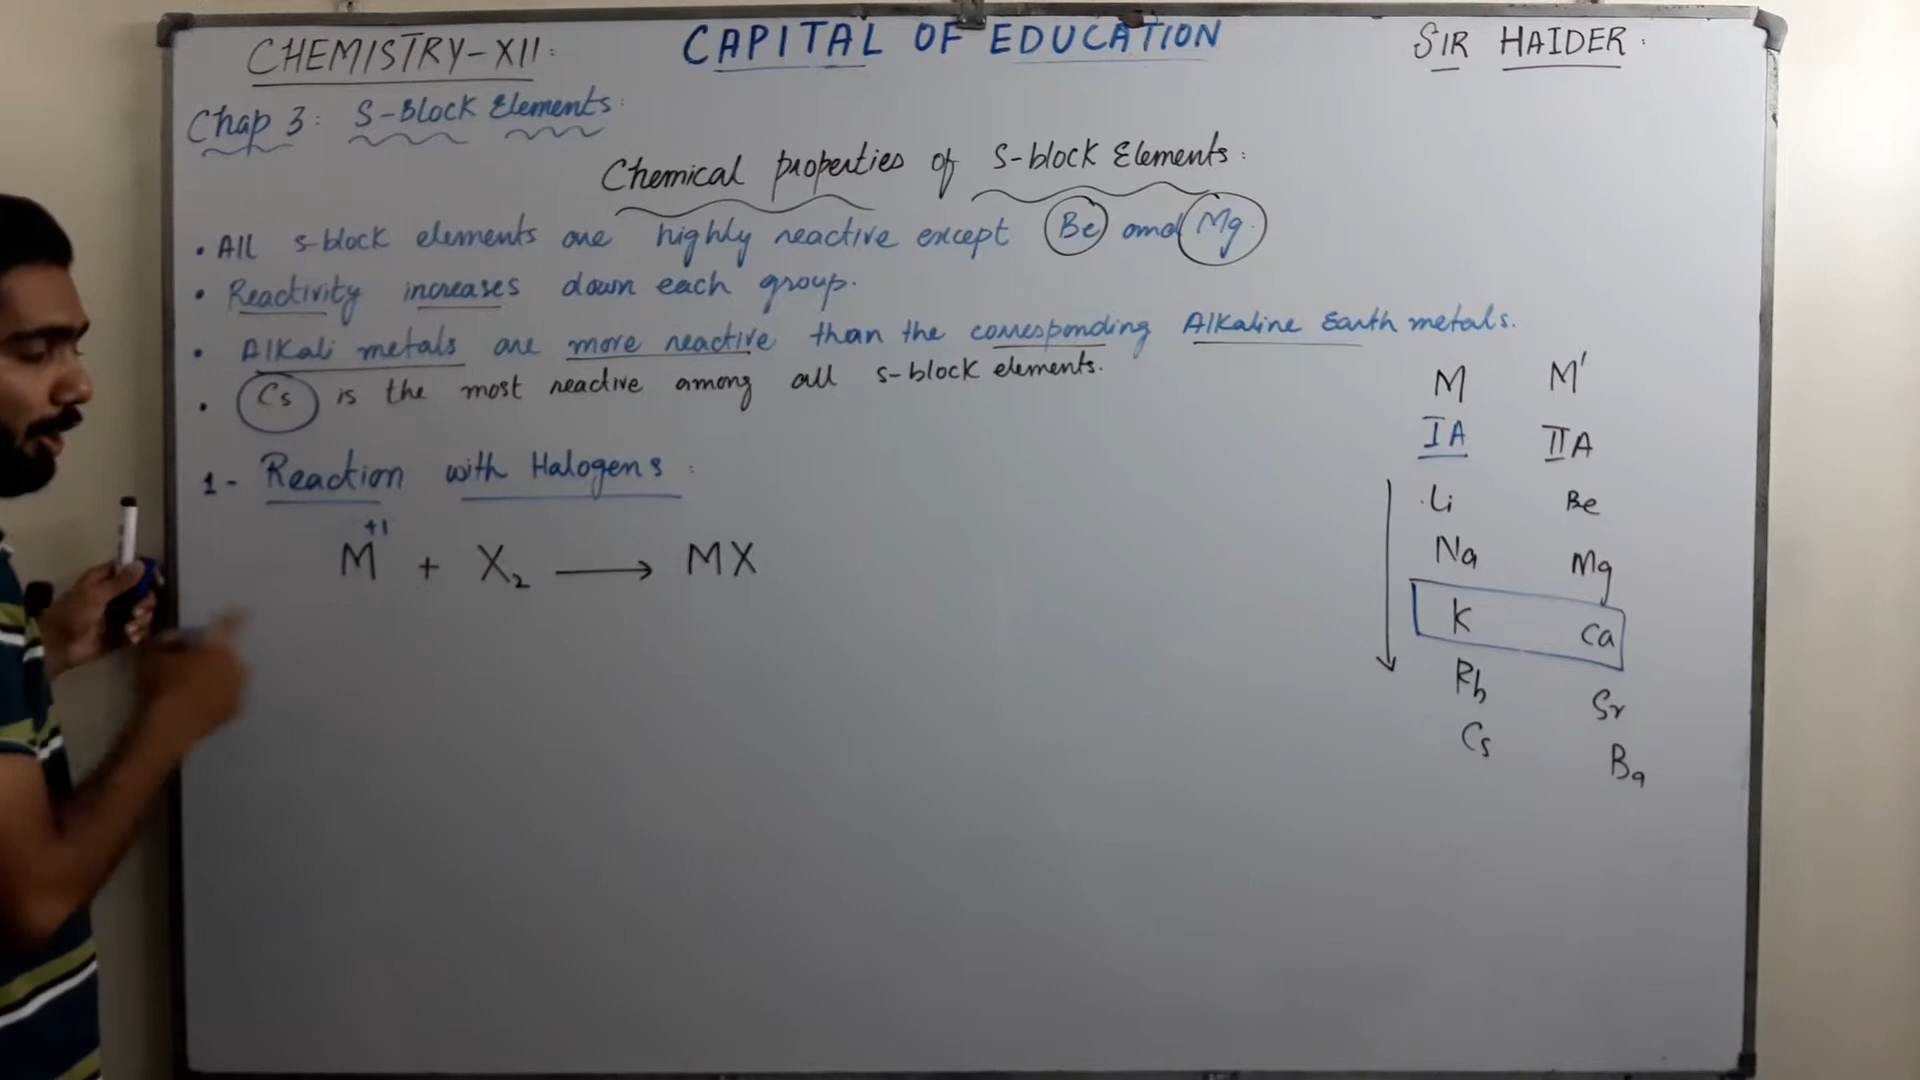 CHEMISTRY-XII:
CAPITAL OF EDUCATION
SIR HAIDER:
Chap 3: S-Block Elements:
Chemical properties of S-block Elements:
• All s-block elements are highly reactive except Be and Mg.
• Reactivity increases down each group.
• Alkali metals are more reactive than the corresponding Alkaline Earth metals.
• Cs is the most reactive among all s-block elements.
1- Reaction with Halogens:
M⁺¹ + X₂ ⟶ MX
M M'
IA IIA
Li Be
Na Mg
K Ca
Rb Sr
Cs Ba